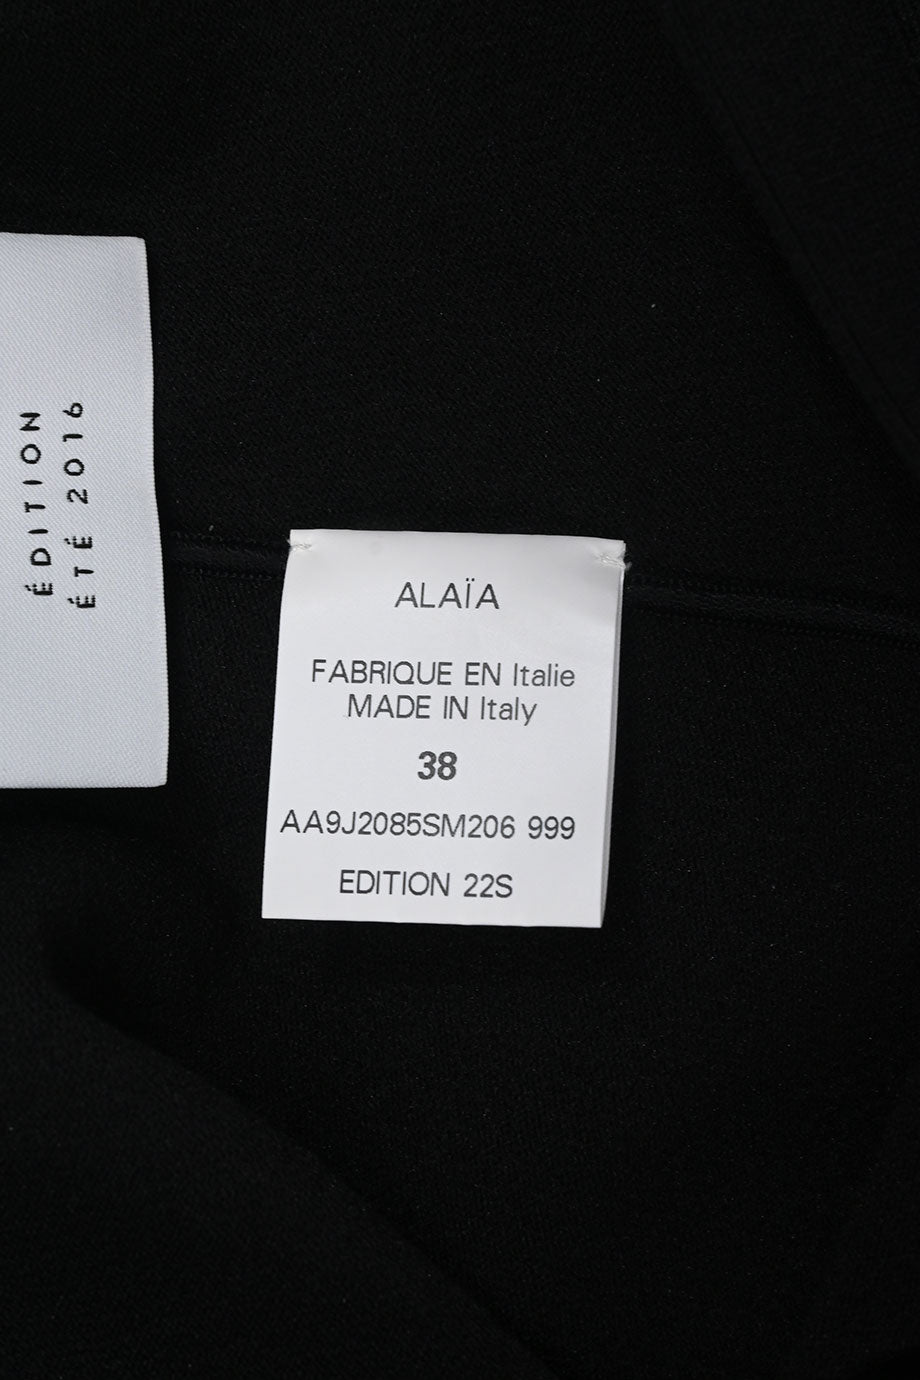 ÉDITION
ÉTÉ 2016
ALAÏA
FABRIQUE EN Italie
MADE IN Italy
38
AA9J2085SM206 999
EDITION 22S